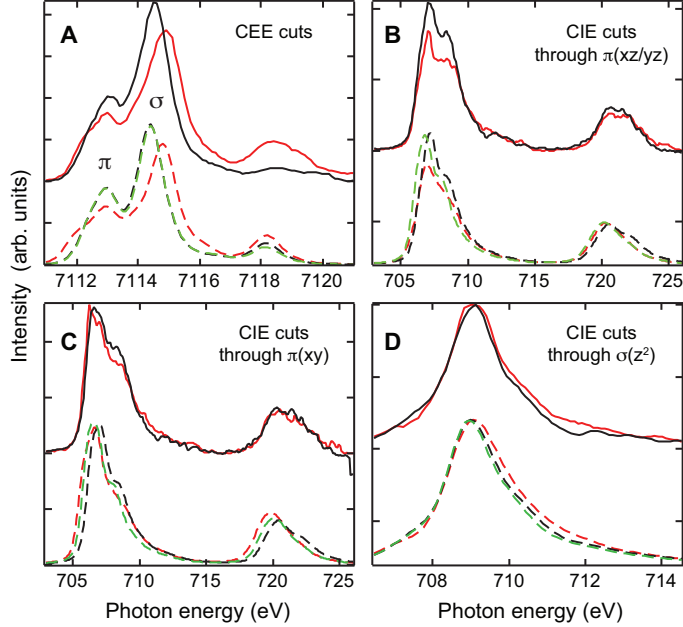 A
CEE cuts
σ
π
7112 7114 7116 7118 7120
B
CIE cuts
through π(xz/yz)
705 710 715 720 725
Intensity (arb. units)
C
CIE cuts
through π(xy)
705 710 715 720 725
D
CIE cuts
through σ(z²)
708 710 712 714
Photon energy (eV)
Photon energy (eV)